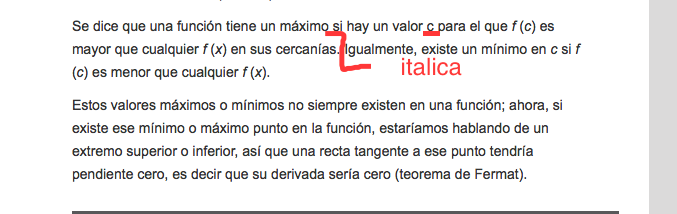 Se dice que una función tiene un máximo si hay un valor c para el que f (c) es
mayor que cualquier f (x) en sus cercanías. Igualmente, existe un mínimo en c si f
(c) es menor que cualquier f (x).
italica
Estos valores máximos o mínimos no siempre existen en una función; ahora, si
existe ese mínimo o máximo punto en la función, estaríamos hablando de un
extremo superior o inferior, así que una recta tangente a ese punto tendría
pendiente cero, es decir que su derivada sería cero (teorema de Fermat).